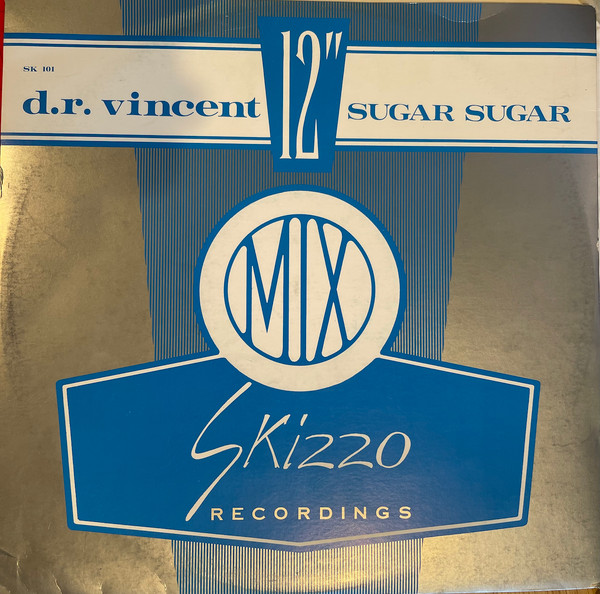 SK 101
d.r. vincent 12" SUGAR SUGAR
MIX
Skizzo
RECORDINGS